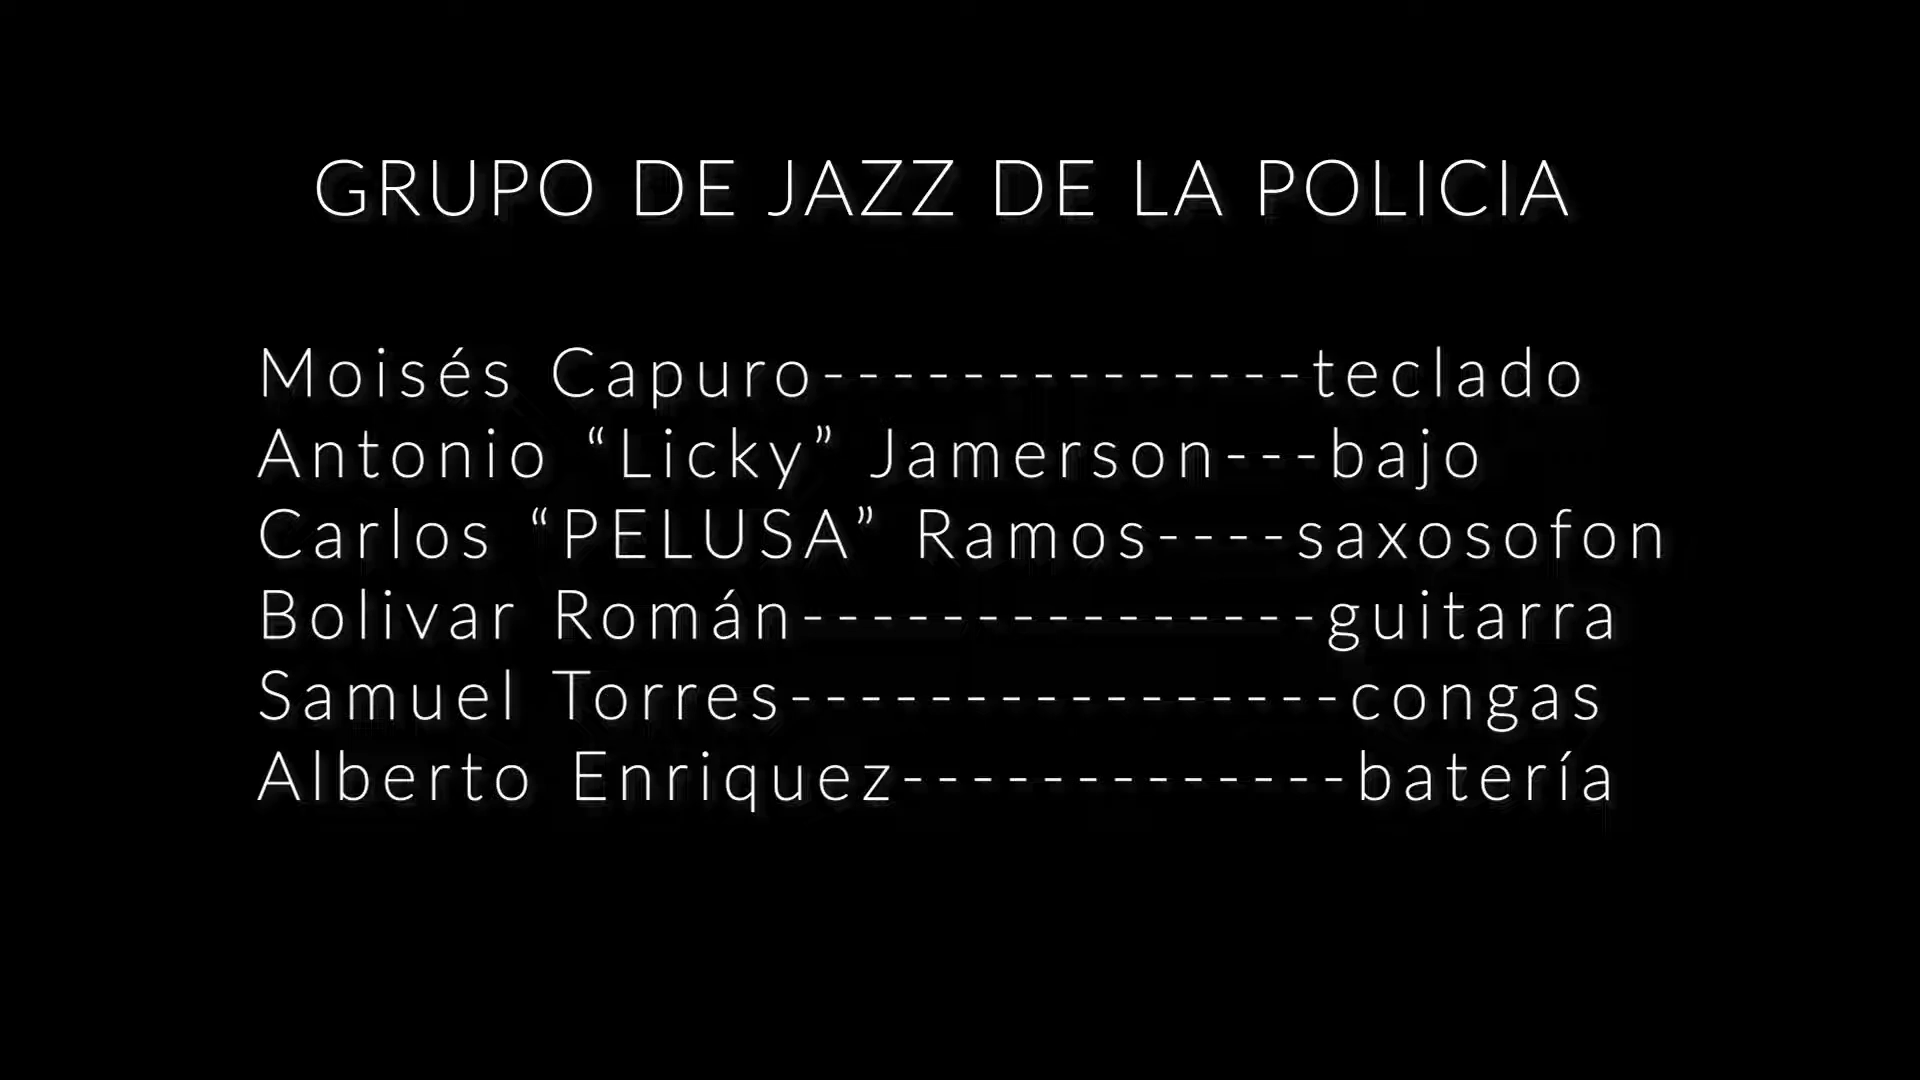 GRUPO DE JAZZ DE LA POLICIA
Moisés Capuro--------------teclado
Antonio “Licky” Jamerson---bajo
Carlos “PELUSA” Ramos----saxosofon
Bolivar Román---------------guitarra
Samuel Torres----------------congas
Alberto Enriquez-------------batería